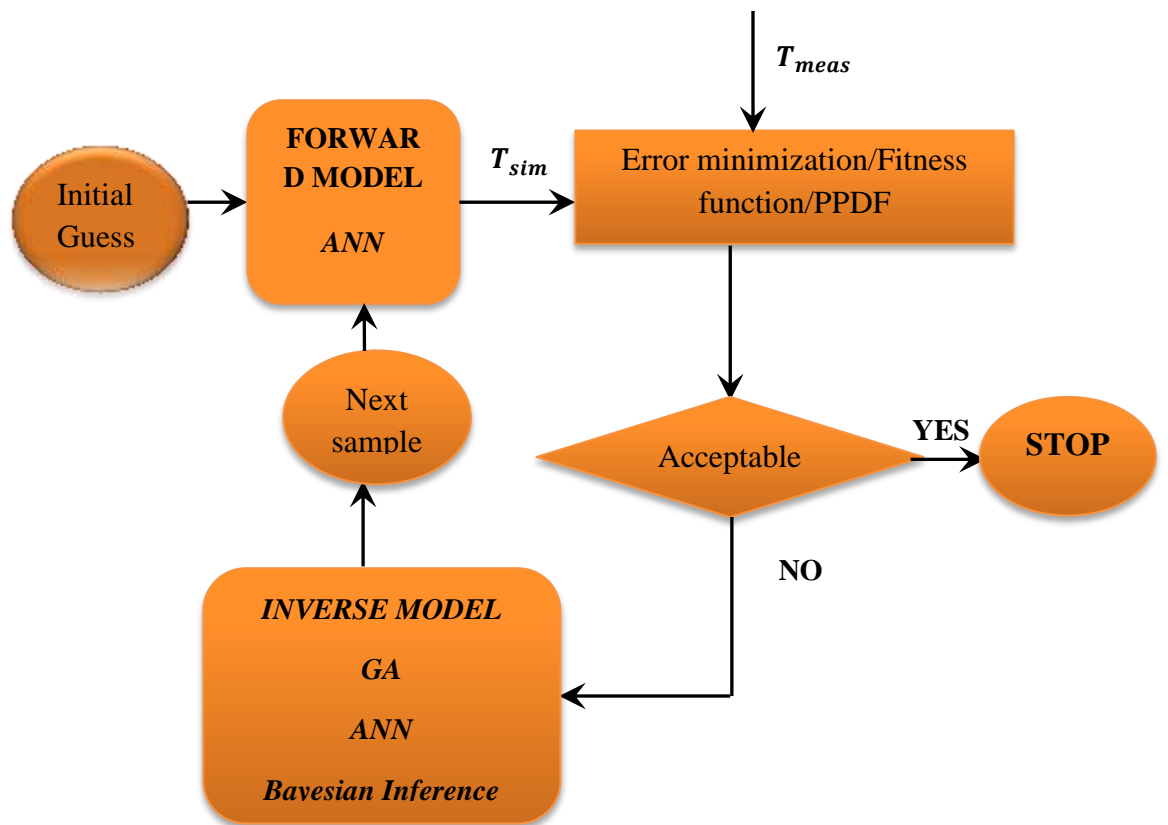 T_meas
FORWAR
D MODEL
ANN
T_sim
Error minimization/Fitness
function/PPDF
Initial
Guess
Next
sample
Acceptable
YES
STOP
NO
INVERSE MODEL
GA
ANN
Bayesian Inference